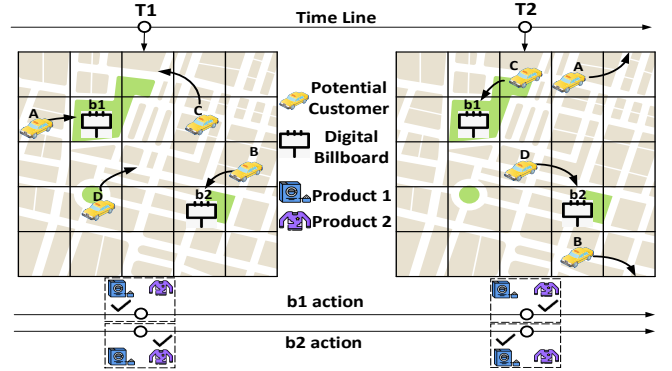 T1
Time Line
T2
b1
A
C
B
D
b2
Potential
Customer
Digital
Billboard
Product 1
Product 2
C
A
b1
D
b2
B
b1 action
b2 action